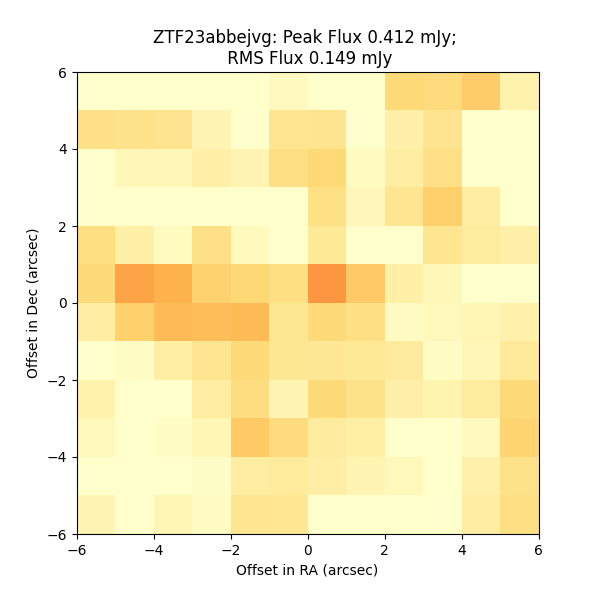 ZTF23abbejvg: Peak Flux 0.412 mJy;
RMS Flux 0.149 mJy
6
4
2
0
−2
−4
−6
Offset in Dec (arcsec)
−6 −4 −2 0 2 4 6
Offset in RA (arcsec)